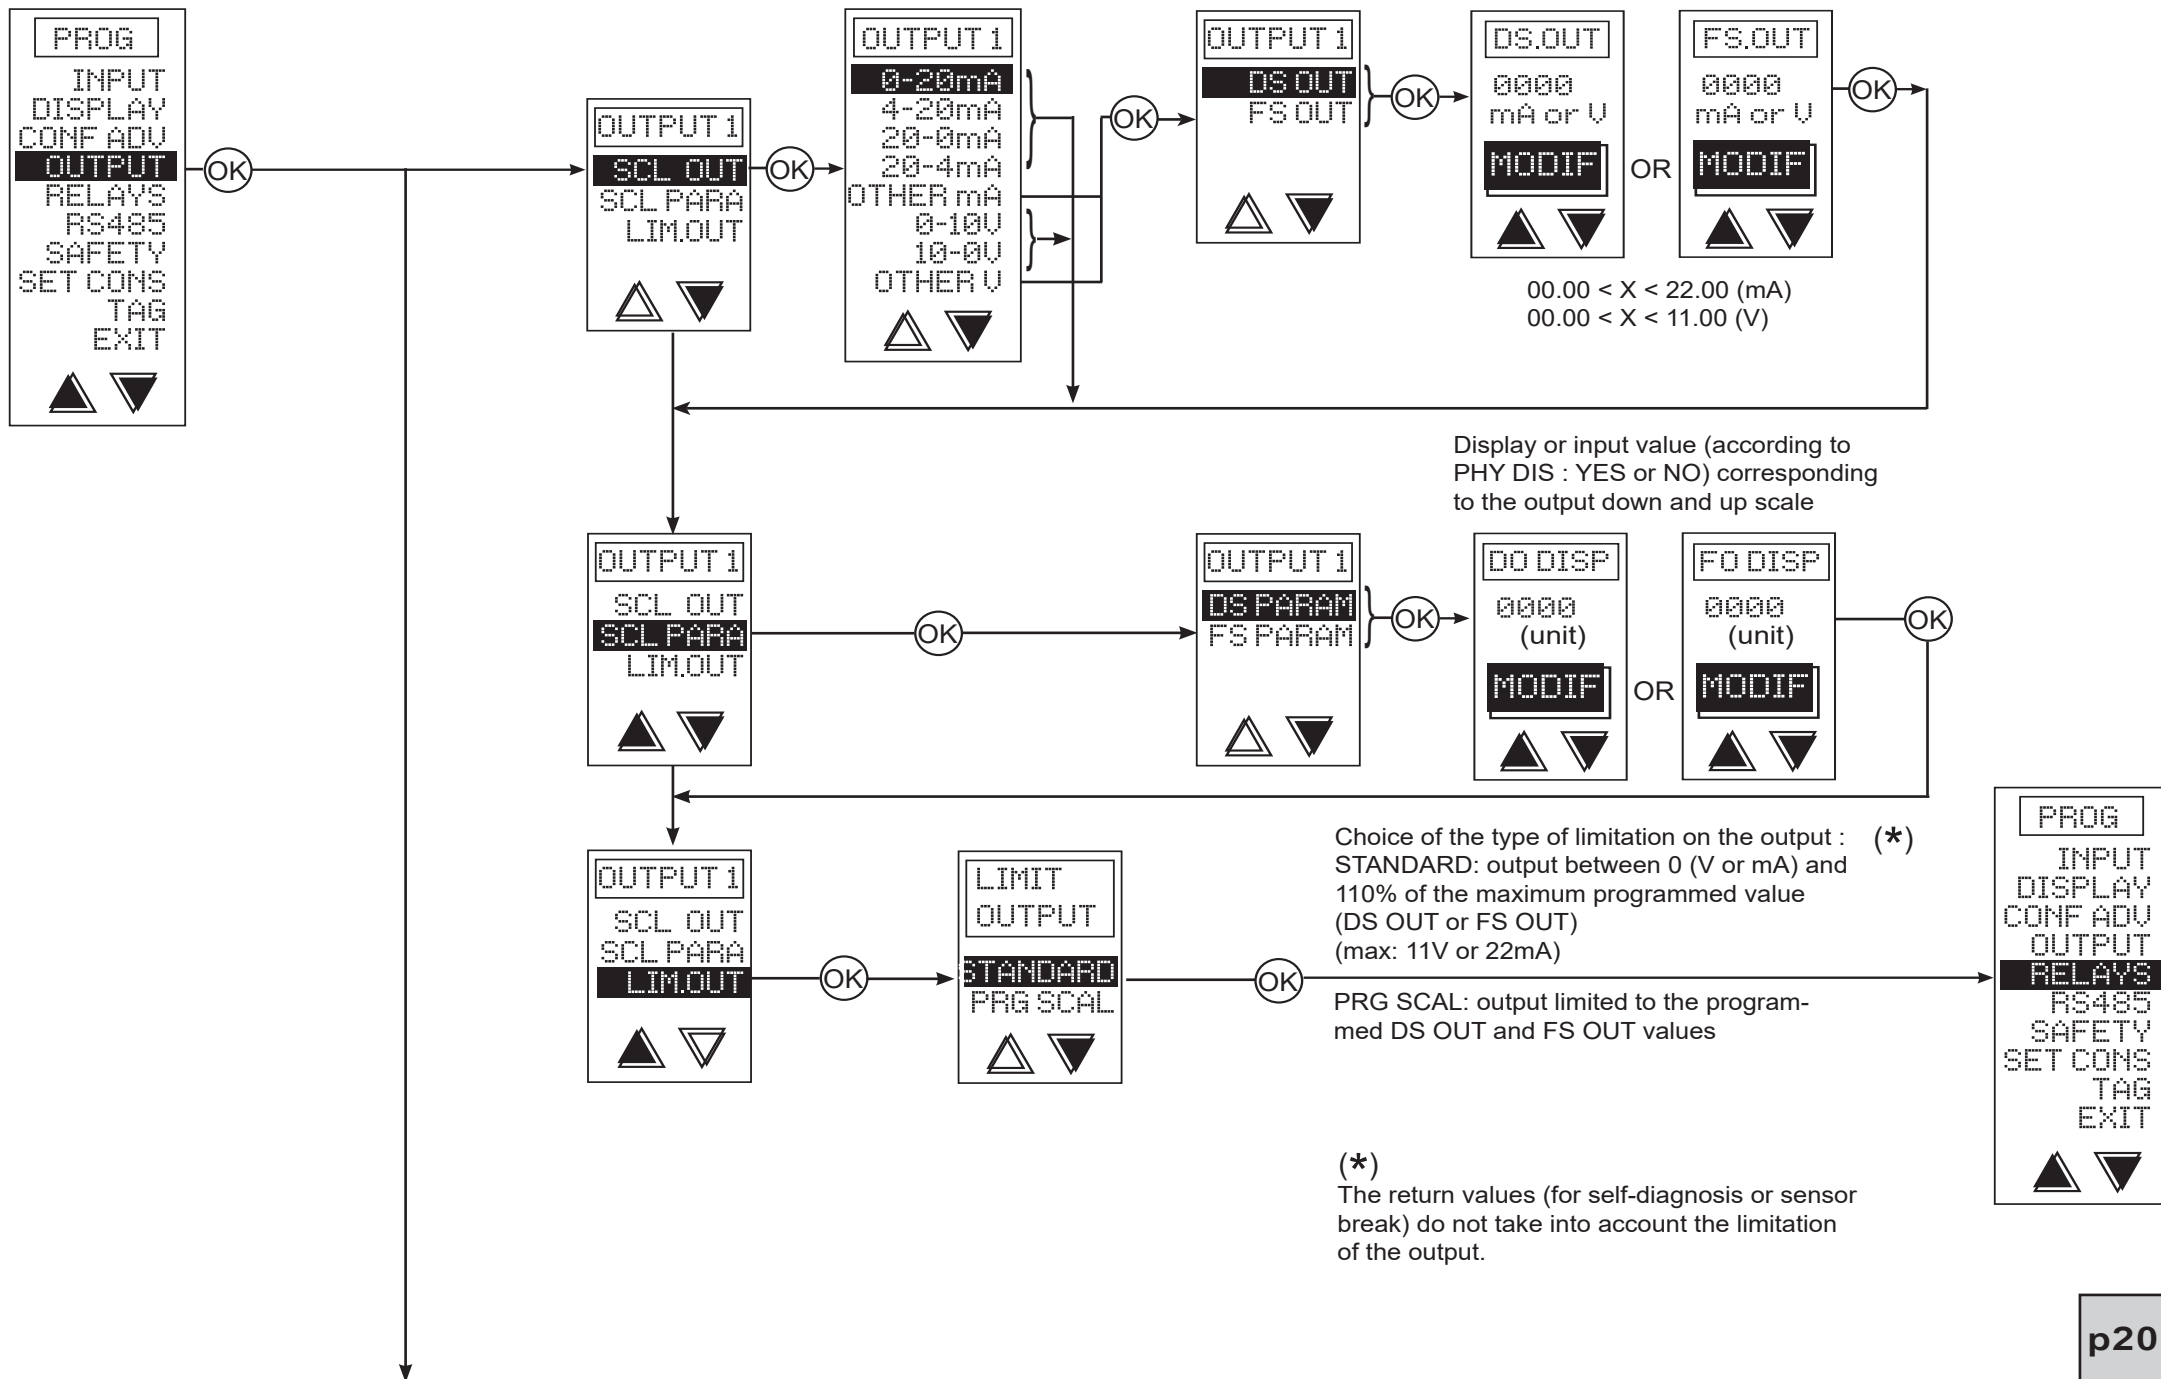 PROG
INPUT
DISPLAY
CONF ADV
OUTPUT
RELAYS
RS485
SAFETY
SET CONS
TAG
EXIT
OK
OUTPUT 1
SCL OUT
SCL PARA
LIM.OUT
OK
OUTPUT 1
0-20mA
4-20mA
20-0mA
20-4mA
OTHER mA
0-10V
10-0V
OTHER V
OK
OUTPUT 1
DS OUT
FS OUT
OK
DS.OUT
0000
mA or V
MODIF
OR
FS.OUT
0000
mA or V
MODIF
OK
00.00 < X < 22.00 (mA)
00.00 < X < 11.00 (V)
Display or input value (according to
PHY DIS : YES or NO) corresponding
to the output down and up scale
OUTPUT 1
SCL OUT
SCL PARA
LIM.OUT
OK
OUTPUT 1
DS PARAM
FS PARAM
OK
DO DISP
0000
(unit)
MODIF
OR
FO DISP
0000
(unit)
MODIF
OK
OUTPUT 1
SCL OUT
SCL PARA
LIM.OUT
OK
LIMIT
OUTPUT
STANDARD
PRG SCAL
OK
Choice of the type of limitation on the output : (*)
STANDARD: output between 0 (V or mA) and
110% of the maximum programmed value
(DS OUT or FS OUT)
(max: 11V or 22mA)
PRG SCAL: output limited to the program-
med DS OUT and FS OUT values
PROG
INPUT
DISPLAY
CONF ADV
OUTPUT
RELAYS
RS485
SAFETY
SET CONS
TAG
EXIT
(*)
The return values (for self-diagnosis or sensor
break) do not take into account the limitation
of the output.
p20